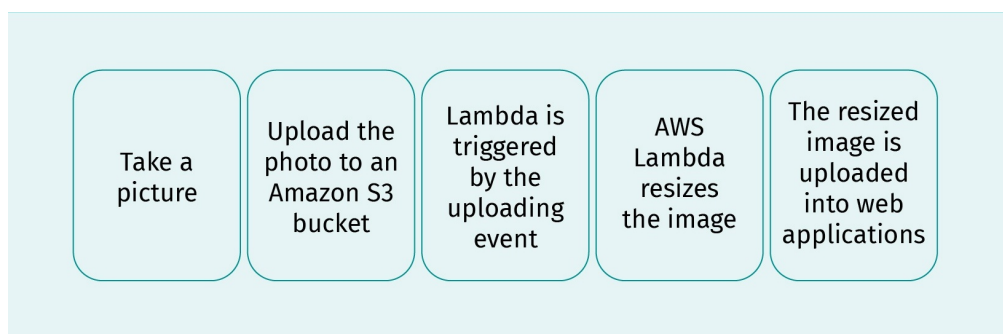 Take a
picture
Upload the
photo to an
Amazon S3
bucket
Lambda is
triggered
by the
uploading
event
AWS
Lambda
resizes
the image
The resized
image is
uploaded
into web
applications